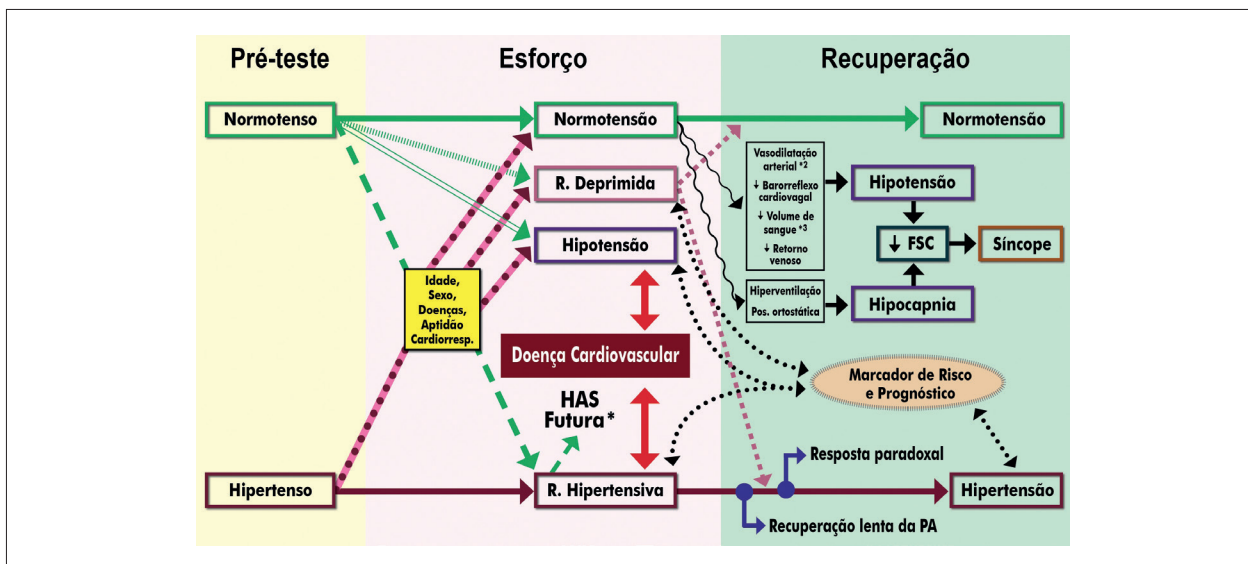 Pré-teste
Esforço
Recuperação
Normotenso
Normotensão
Normotensão
R. Deprimida
Hipotensão
Vasodilatação
arterial *2
↓ Barorreflexo
cardiovagal
↓ Volume de
sangue *3
↓ Retorno
venoso
Hipotensão
↓ FSC
Síncope
Hiperventilação
Pos. ortostática
Hipocapnia
Idade,
Sexo,
Doenças,
Aptidão
Cardiorresp.
Doença Cardiovascular
HAS
Futura*
Marcador de Risco
e Prognóstico
Resposta paradoxal
Hipertenso
R. Hipertensiva
Hipertensão
Recuperação lenta da PA